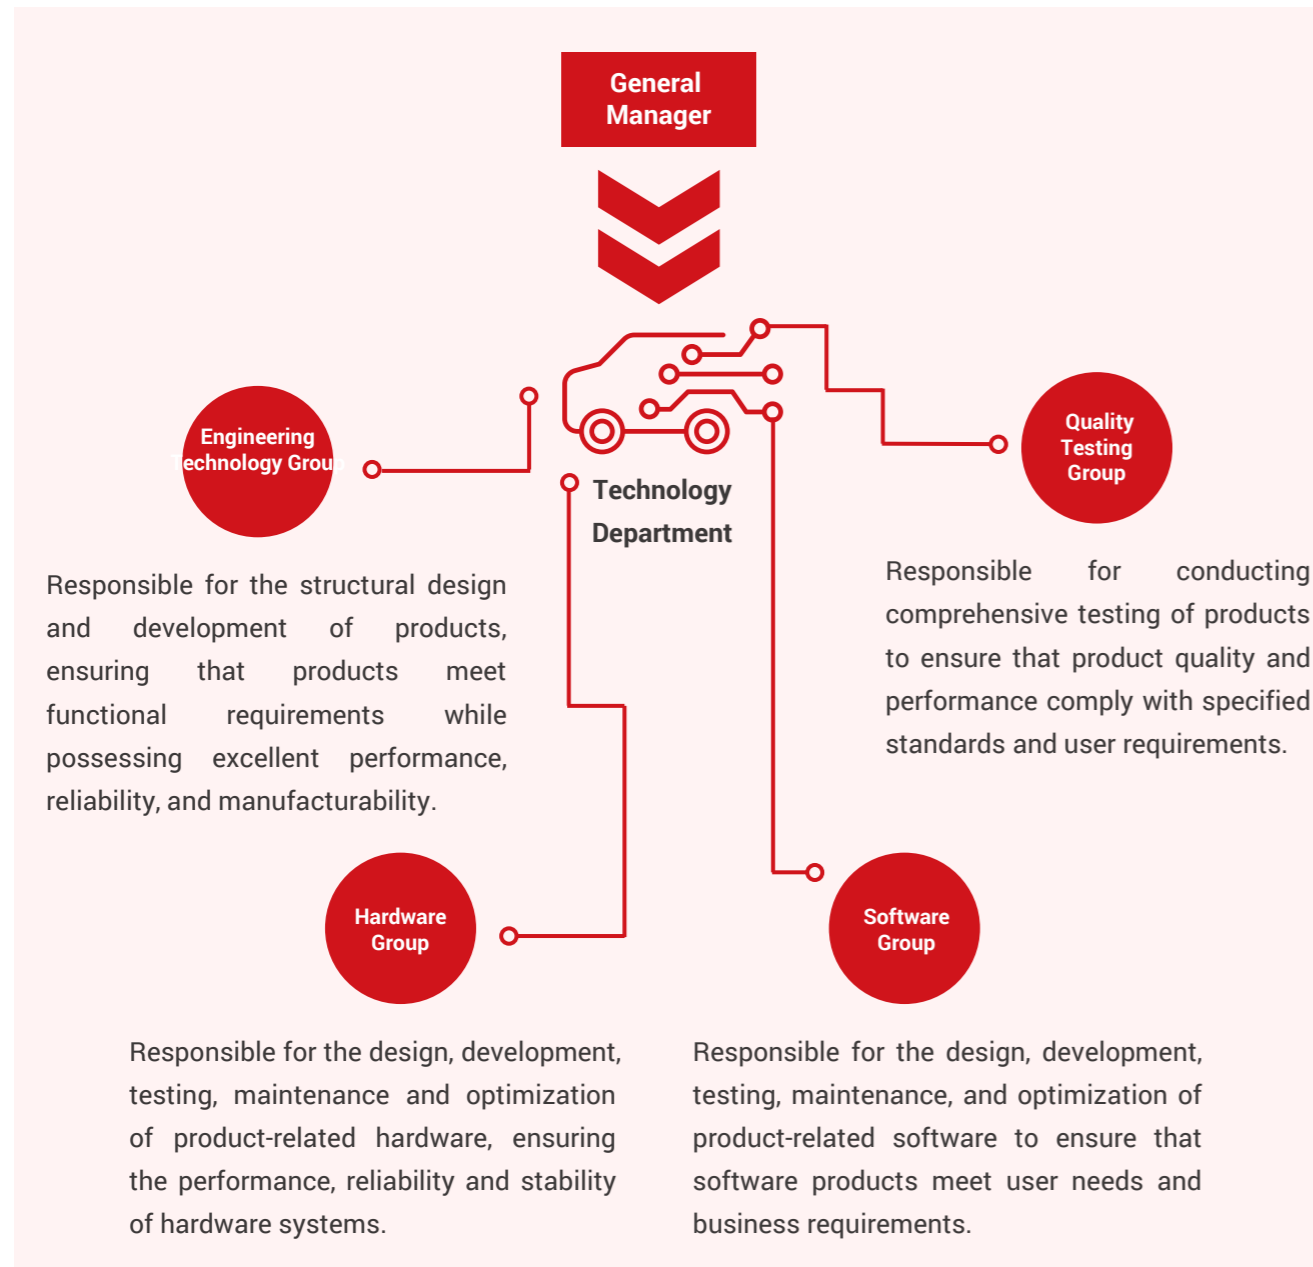 General
Manager
Technology
Department
Engineering
Technology Group
Responsible for the structural design
and development of products,
ensuring that products meet
functional requirements while
possessing excellent performance,
reliability, and manufacturability.
Quality
Testing
Group
Responsible for conducting
comprehensive testing of products
to ensure that product quality and
performance comply with specified
standards and user requirements.
Hardware
Group
Responsible for the design, development,
testing, maintenance and optimization
of product-related hardware, ensuring
the performance, reliability and stability
of hardware systems.
Software
Group
Responsible for the design, development,
testing, maintenance, and optimization of
product-related software to ensure that
software products meet user needs and
business requirements.